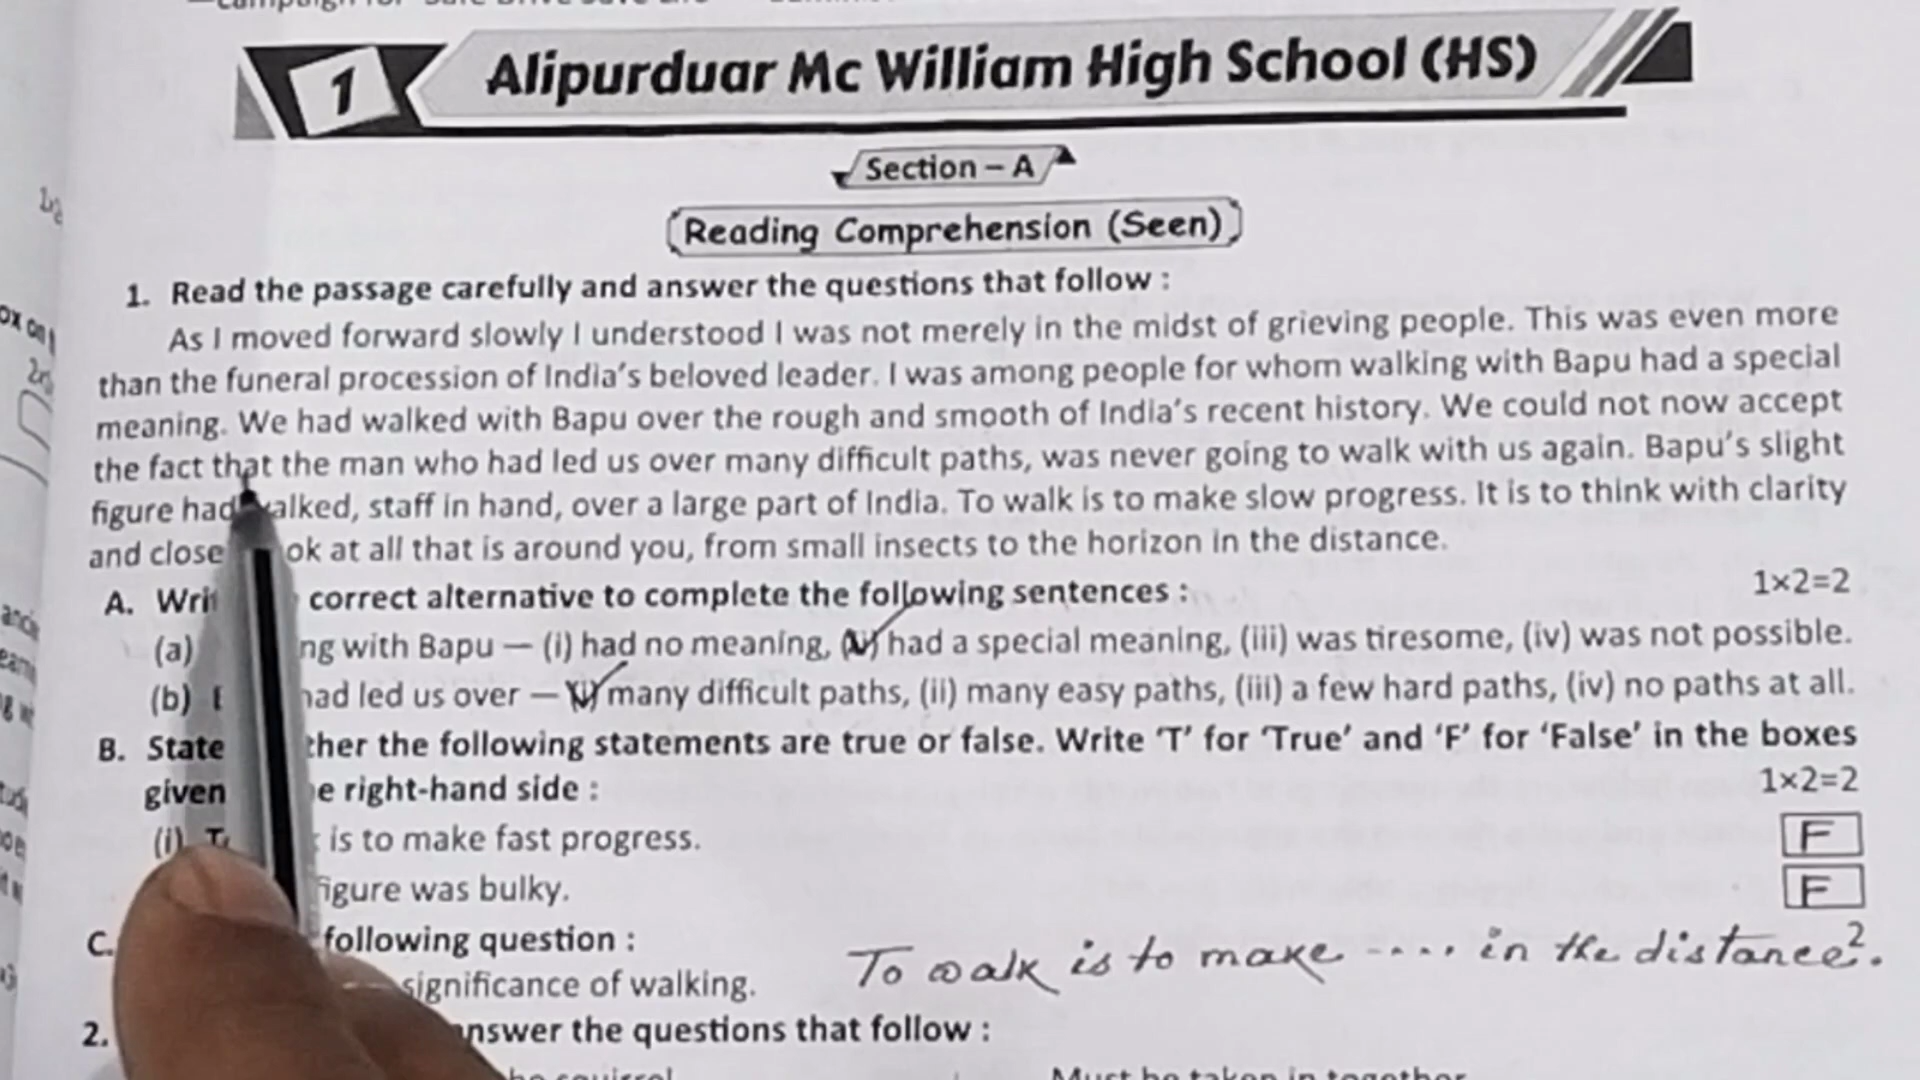 1 Alipurduar Mc William High School (HS)
Section – A
Reading Comprehension (Seen)
1. Read the passage carefully and answer the questions that follow :
As I moved forward slowly I understood I was not merely in the midst of grieving people. This was even more
than the funeral procession of India's beloved leader. I was among people for whom walking with Bapu had a special
meaning. We had walked with Bapu over the rough and smooth of India's recent history. We could not now accept
the fact that the man who had led us over many difficult paths, was never going to walk with us again. Bapu's slight
figure had walked, staff in hand, over a large part of India. To walk is to make slow progress. It is to think with clarity
and close ok at all that is around you, from small insects to the horizon in the distance.
A. Wri correct alternative to complete the following sentences : 1×2=2
(a) ng with Bapu — (i) had no meaning, (ii) had a special meaning, (iii) was tiresome, (iv) was not possible.
(b) had led us over — (i) many difficult paths, (ii) many easy paths, (iii) a few hard paths, (iv) no paths at all.
B. State ther the following statements are true or false. Write 'T' for 'True' and 'F' for 'False' in the boxes
given e right-hand side : 1×2=2
(i) is to make fast progress. F
figure was bulky. F
C. following question : 2
significance of walking. To walk is to make ---- in the distance.
2. answer the questions that follow :